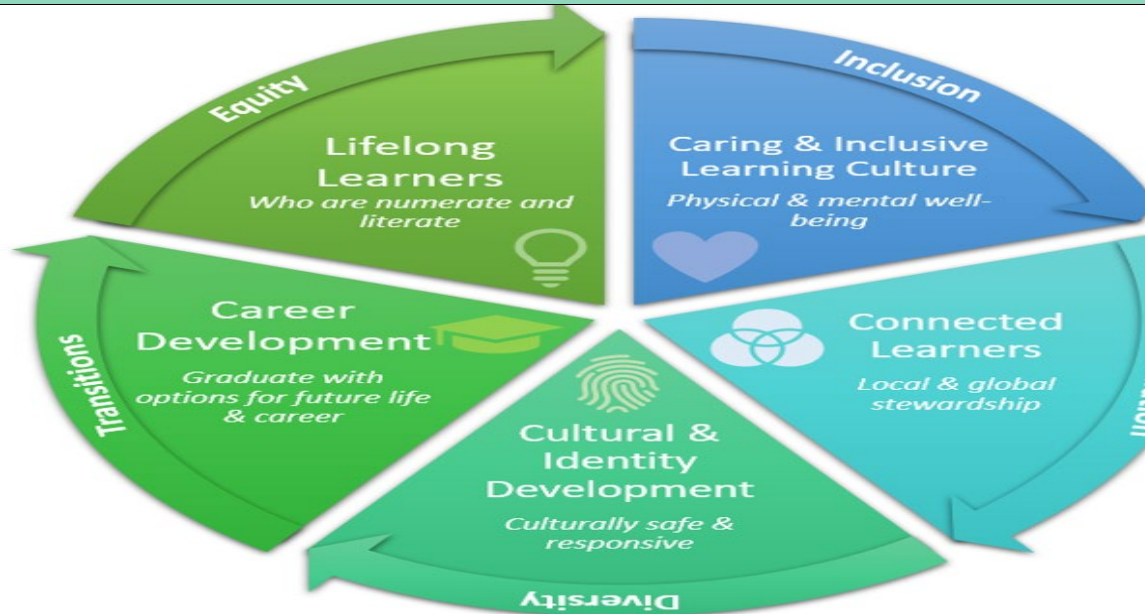 Equity
Lifelong
Learners
Who are numerate and
literate
Inclusion
Caring & Inclusive
Learning Culture
Physical & mental well-
being
Connected
Learners
Local & global
stewardship
Cultural &
Identity
Development
Culturally safe &
responsive
Diversity
Career
Development
Graduate with
options for future life
& career
Transitions